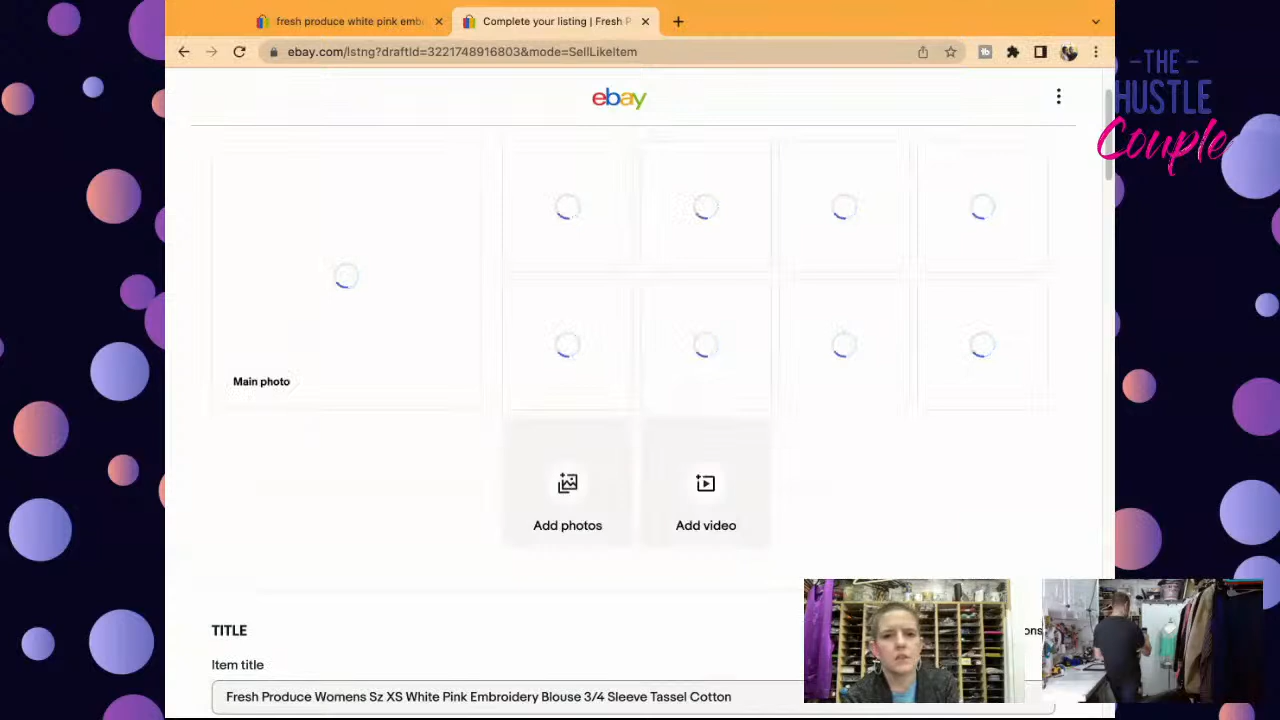 fresh produce white pink emb
Complete your listing | Fresh P
ebay.com/lstng?draftId=3221748916803&mode=SellLikeItem
-THE-
HUSTLE
Couple
ebay
Main photo
Add photos
Add video
TITLE
ons
Item title
Fresh Produce Womens Sz XS White Pink Embroidery Blouse 3/4 Sleeve Tassel Cotton